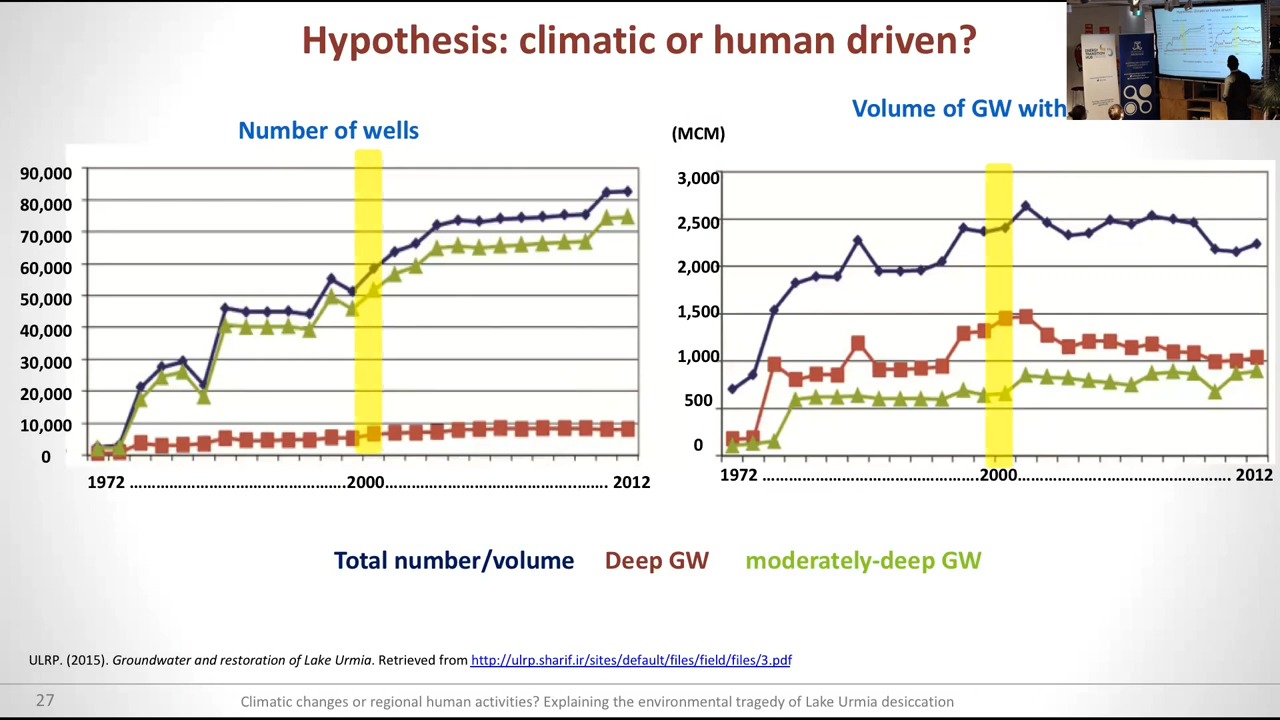 Hypothesis: climatic or human driven?
Number of wells
90,000
80,000
70,000
60,000
50,000
40,000
30,000
20,000
10,000
0
1972 ……………………………………………2000……………………………………………. 2012
Volume of GW with
(MCM)
3,000
2,500
2,000
1,500
1,000
500
0
1972 ……………………………………………2000……………………………………………. 2012
Total number/volume Deep GW moderately-deep GW
ULRP. (2015). Groundwater and restoration of Lake Urmia. Retrieved from http://ulrp.sharif.ir/sites/default/files/field/files/3.pdf
27 Climatic changes or regional human activities? Explaining the environmental tragedy of Lake Urmia desiccation